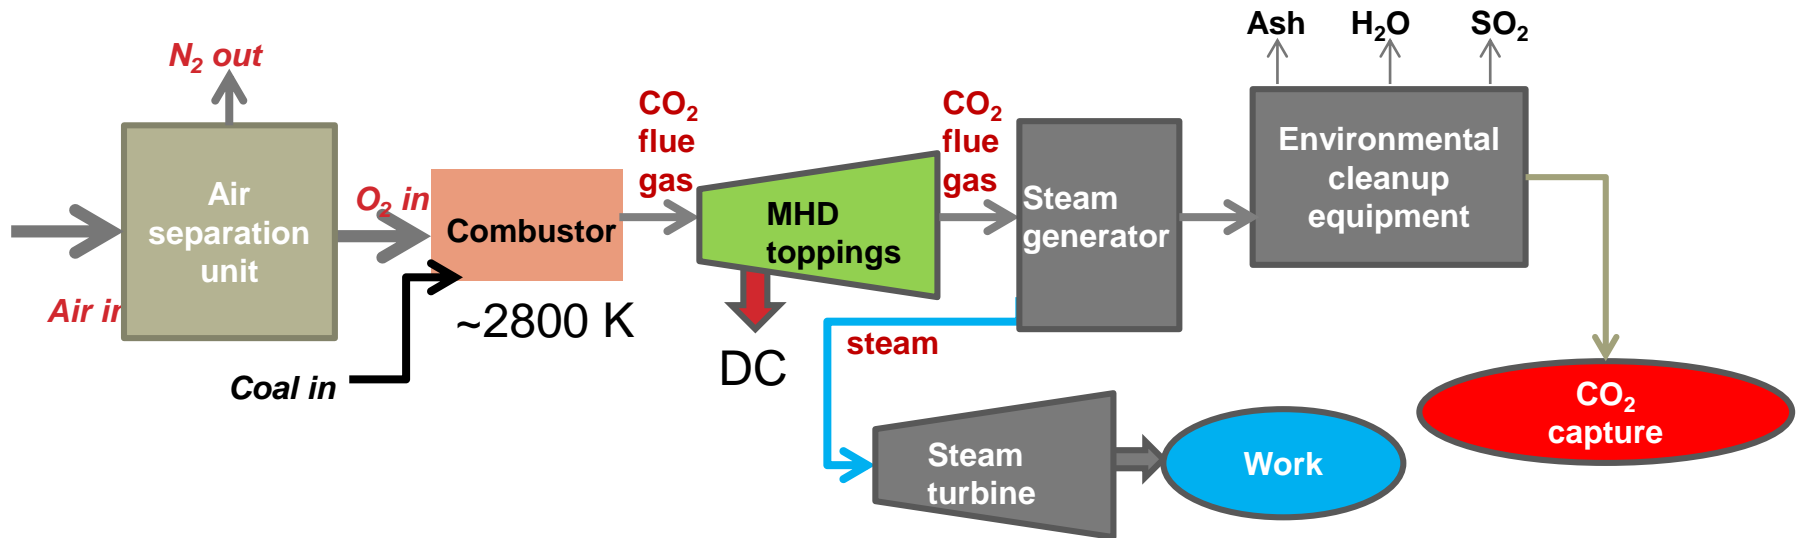 N₂ out
Air in
Air
separation
unit
O₂ in
Coal in
Combustor
~2800 K
CO₂
flue
gas
MHD
toppings
DC
CO₂
flue
gas
Steam
generator
steam
Steam
turbine
Work
Ash
H₂O
SO₂
Environmental
cleanup
equipment
CO₂
capture